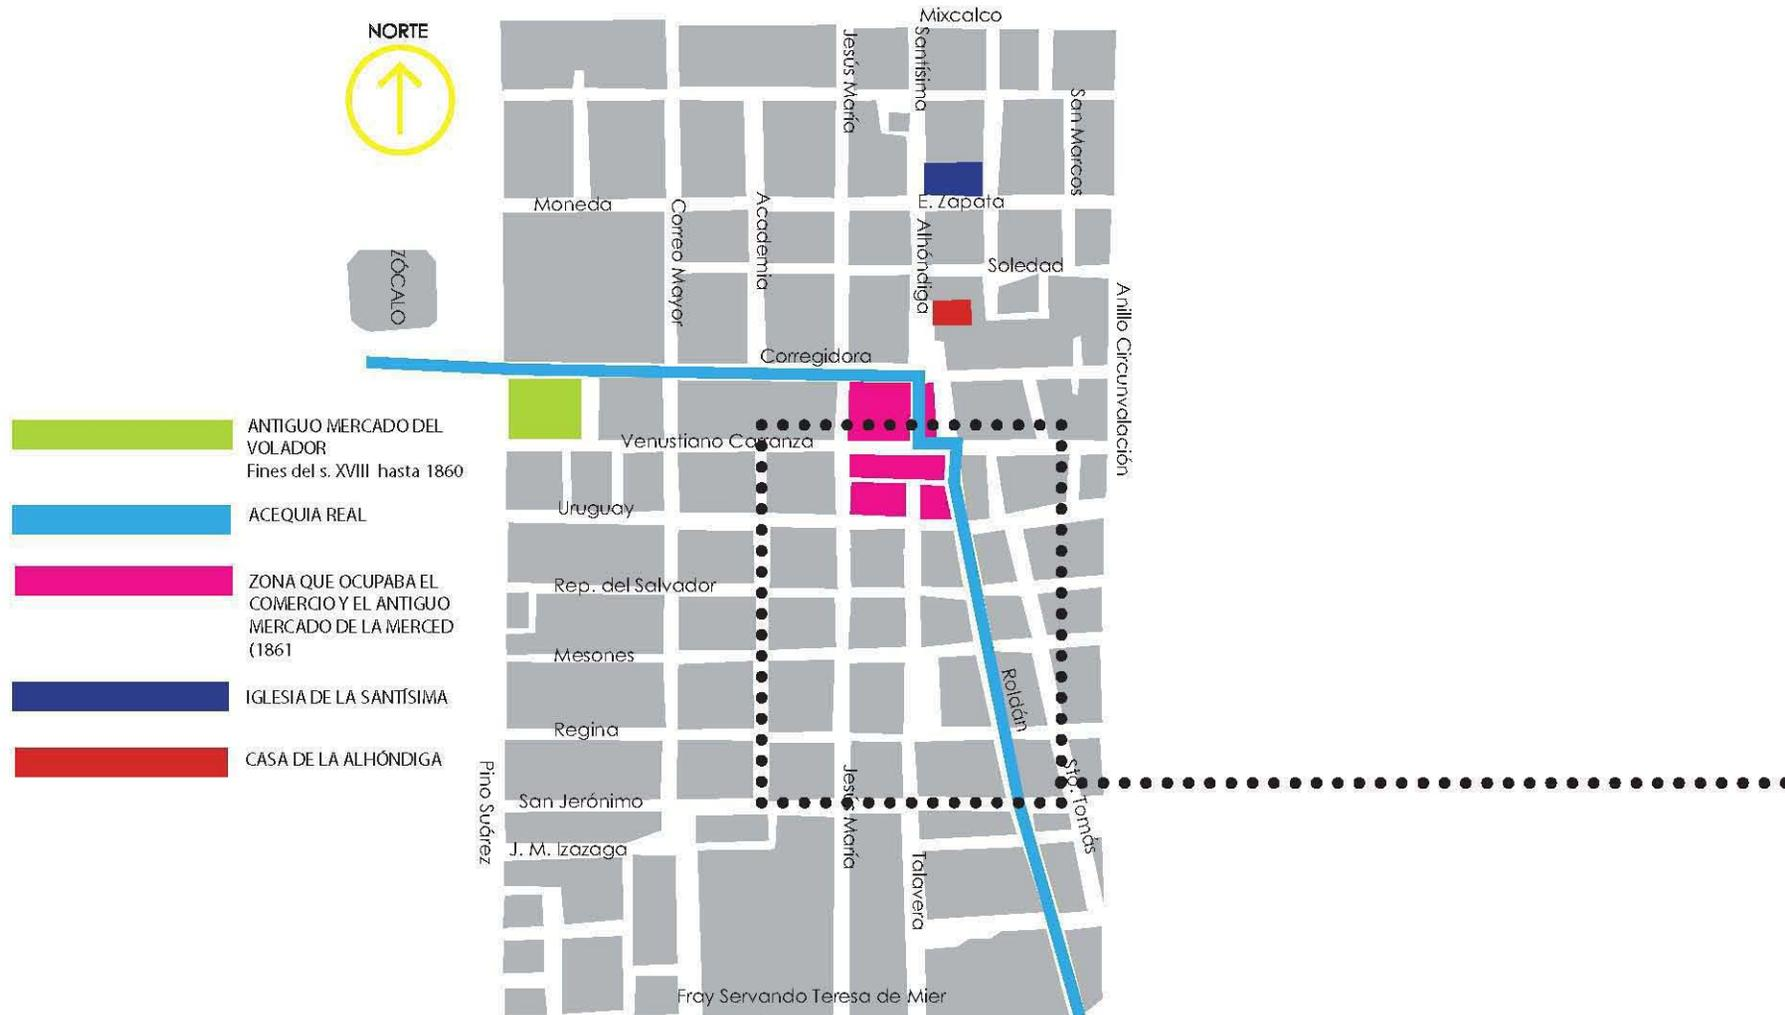 NORTE
Mixcalco
Jesús María
Santísima
San Marcos
Moneda
Correo Mayor
Academia
E. Zapata
Alhóndiga
Soledad
ZÓCALO
Anillo Circunvalación
Corregidora
ANTIGUO MERCADO DEL
VOLADOR
Fines del s. XVIII hasta 1860
Venustiano Carranza
Uruguay
ACEQUIA REAL
ZONA QUE OCUPABA EL
COMERCIO Y EL ANTIGUO
MERCADO DE LA MERCED
(1861
Rep. del Salvador
Mesones
Roldán
IGLESIA DE LA SANTÍSIMA
Regina
CASA DE LA ALHÓNDIGA
Pino Suárez
San Jerónimo
Jesús María
Sto. Tomás
J. M. Izazaga
Talavera
Fray Servando Teresa de Mier